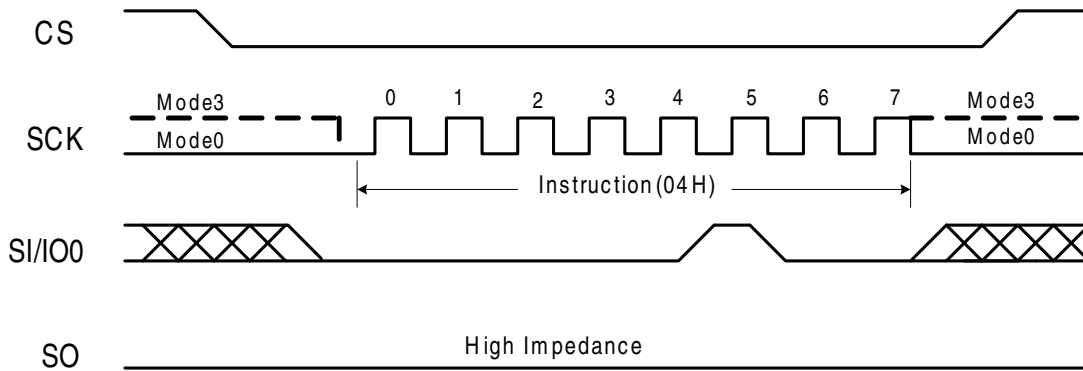 CS
Mode3 0 1 2 3 4 5 6 7 Mode3
SCK Mode0 Mode0
Instruction(04H)
SI/IO0
High Impedance
SO